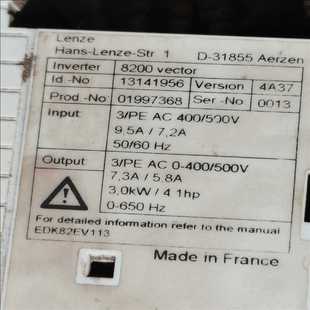 Lenze
Hans-Lenze-Str. 1 D-31855 Aerzen
Inverter 8200 vector
Id.-No 13141956 Version 4A37
Prod.-No 01997368 Ser.-No 0013
Input: 3/PE AC 400/500V
9,5A / 7,2A
50/60 Hz
Output: 3/PE AC 0-400/500V
7,3A / 5,8A
3,0kW / 4.1hp
0-650 Hz
For detailed information refer to the manual
EDK82EV113
Made in France